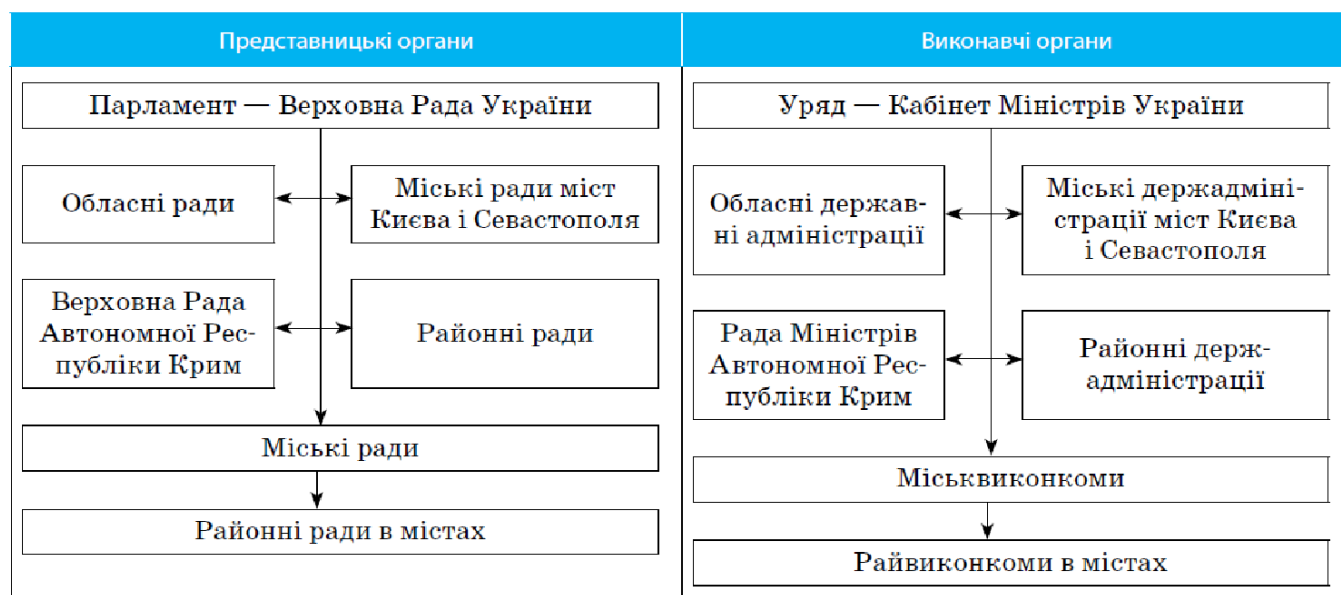 Представницькі органи
Виконавчі органи
Парламент — Верховна Рада України
Уряд — Кабінет Міністрів України
Обласні ради
Міські ради міст
Києва і Севастополя
Обласні держав-
ні адміністрації
Міські держадміні-
страції міст Києва
і Севастополя
Верховна Рада
Автономної Рес-
публіки Крим
Районні ради
Рада Міністрів
Автономної Рес-
публіки Крим
Районні держ-
адміністрації
Міські ради
Міськвиконкоми
Районні ради в містах
Райвиконкоми в містах